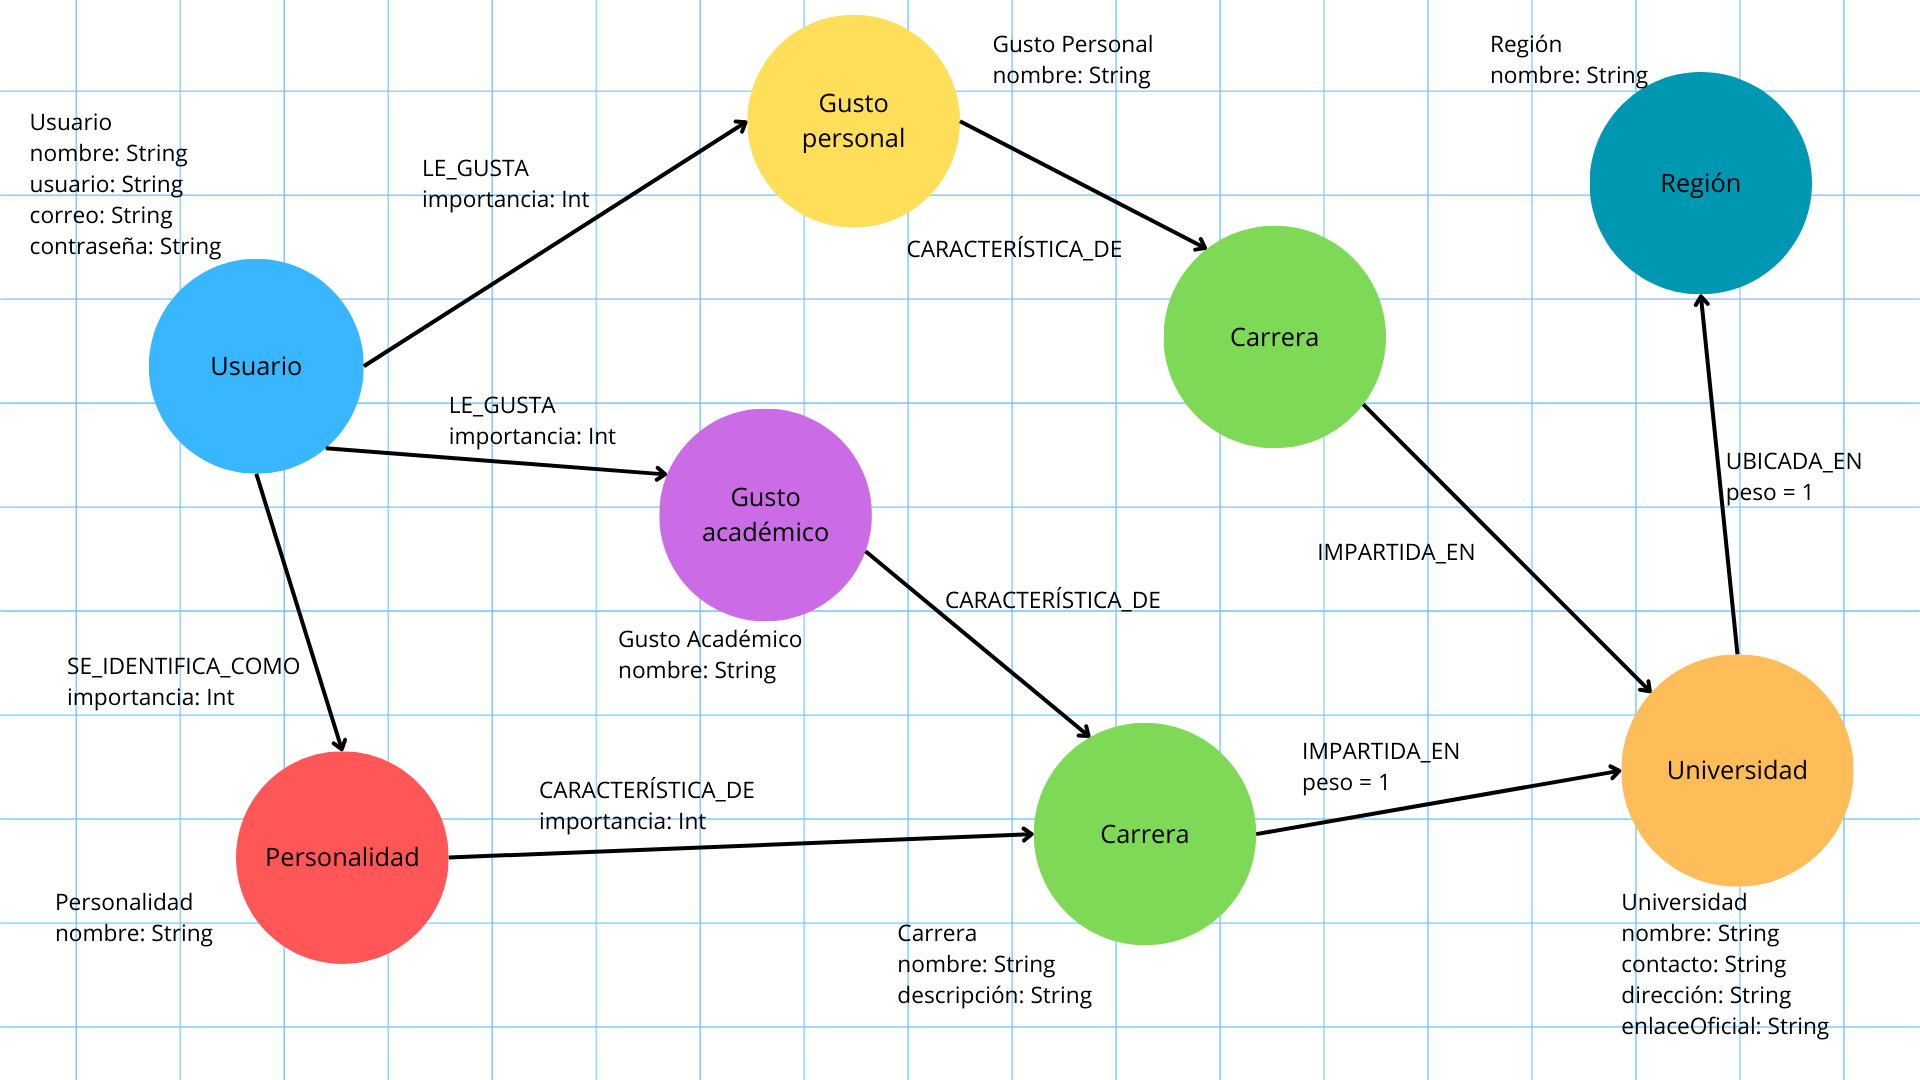 Gusto Personal
nombre: String
Región
nombre: String
Gusto
personal
Usuario
nombre: String
usuario: String
correo: String
contraseña: String
LE_GUSTA
importancia: Int
Región
CARACTERÍSTICA_DE
Carrera
Usuario
LE_GUSTA
importancia: Int
UBICADA_EN
peso = 1
Gusto
académico
IMPARTIDA_EN
CARACTERÍSTICA_DE
Gusto Académico
nombre: String
SE_IDENTIFICA_COMO
importancia: Int
IMPARTIDA_EN
peso = 1
Universidad
CARACTERÍSTICA_DE
importancia: Int
Carrera
Personalidad
Personalidad
nombre: String
Carrera
nombre: String
descripción: String
Universidad
nombre: String
contacto: String
dirección: String
enlaceOficial: String